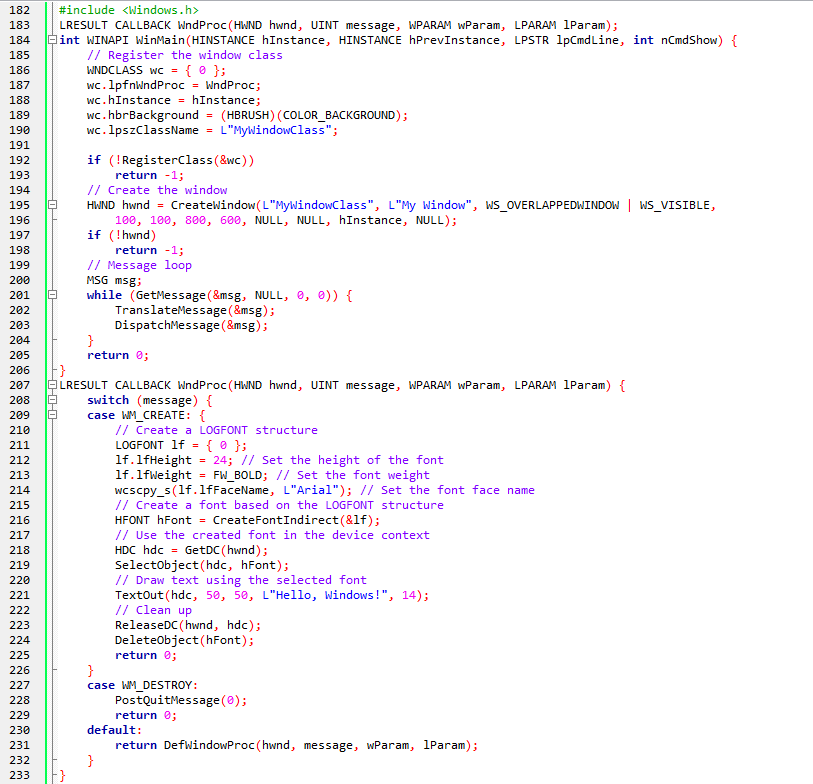 182 #include <Windows.h>
183 LRESULT CALLBACK WndProc(HWND hwnd, UINT message, WPARAM wParam, LPARAM lParam);
184 int WINAPI WinMain(HINSTANCE hInstance, HINSTANCE hPrevInstance, LPSTR lpCmdLine, int nCmdShow) {
185     // Register the window class
186     WNDCLASS wc = { 0 };
187     wc.lpfnWndProc = WndProc;
188     wc.hInstance = hInstance;
189     wc.hbrBackground = (HBRUSH)(COLOR_BACKGROUND);
190     wc.lpszClassName = L"MyWindowClass";
191
192     if (!RegisterClass(&wc))
193         return -1;
194     // Create the window
195     HWND hwnd = CreateWindow(L"MyWindowClass", L"My Window", WS_OVERLAPPEDWINDOW | WS_VISIBLE,
196         100, 100, 800, 600, NULL, NULL, hInstance, NULL);
197     if (!hwnd)
198         return -1;
199     // Message loop
200     MSG msg;
201     while (GetMessage(&msg, NULL, 0, 0)) {
202         TranslateMessage(&msg);
203         DispatchMessage(&msg);
204     }
205     return 0;
206 }
207 LRESULT CALLBACK WndProc(HWND hwnd, UINT message, WPARAM wParam, LPARAM lParam) {
208     switch (message) {
209     case WM_CREATE: {
210         // Create a LOGFONT structure
211         LOGFONT lf = { 0 };
212         lf.lfHeight = 24; // Set the height of the font
213         lf.lfWeight = FW_BOLD; // Set the font weight
214         wcscpy_s(lf.lfFaceName, L"Arial"); // Set the font face name
215         // Create a font based on the LOGFONT structure
216         HFONT hFont = CreateFontIndirect(&lf);
217         // Use the created font in the device context
218         HDC hdc = GetDC(hwnd);
219         SelectObject(hdc, hFont);
220         // Draw text using the selected font
221         TextOut(hdc, 50, 50, L"Hello, Windows!", 14);
222         // Clean up
223         ReleaseDC(hwnd, hdc);
224         DeleteObject(hFont);
225         return 0;
226     }
227     case WM_DESTROY:
228         PostQuitMessage(0);
229         return 0;
230     default:
231         return DefWindowProc(hwnd, message, wParam, lParam);
232     }
233 }